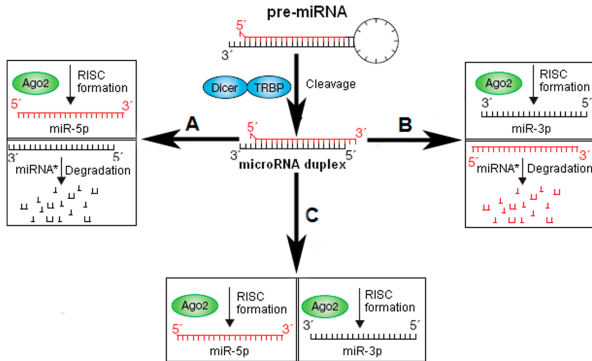 pre-miRNA
5´
3´
Dicer
TRBP
Cleavage
Ago2
RISC
formation
5´
3´
miR-5p
3´
5´
miRNA*
Degradation
A
5´
3´
3´
5´
microRNA duplex
B
Ago2
RISC
formation
3´
5´
miR-3p
5´
3´
miRNA*
Degradation
C
Ago2
RISC
formation
5´
3´
miR-5p
Ago2
RISC
formation
3´
5´
miR-3p